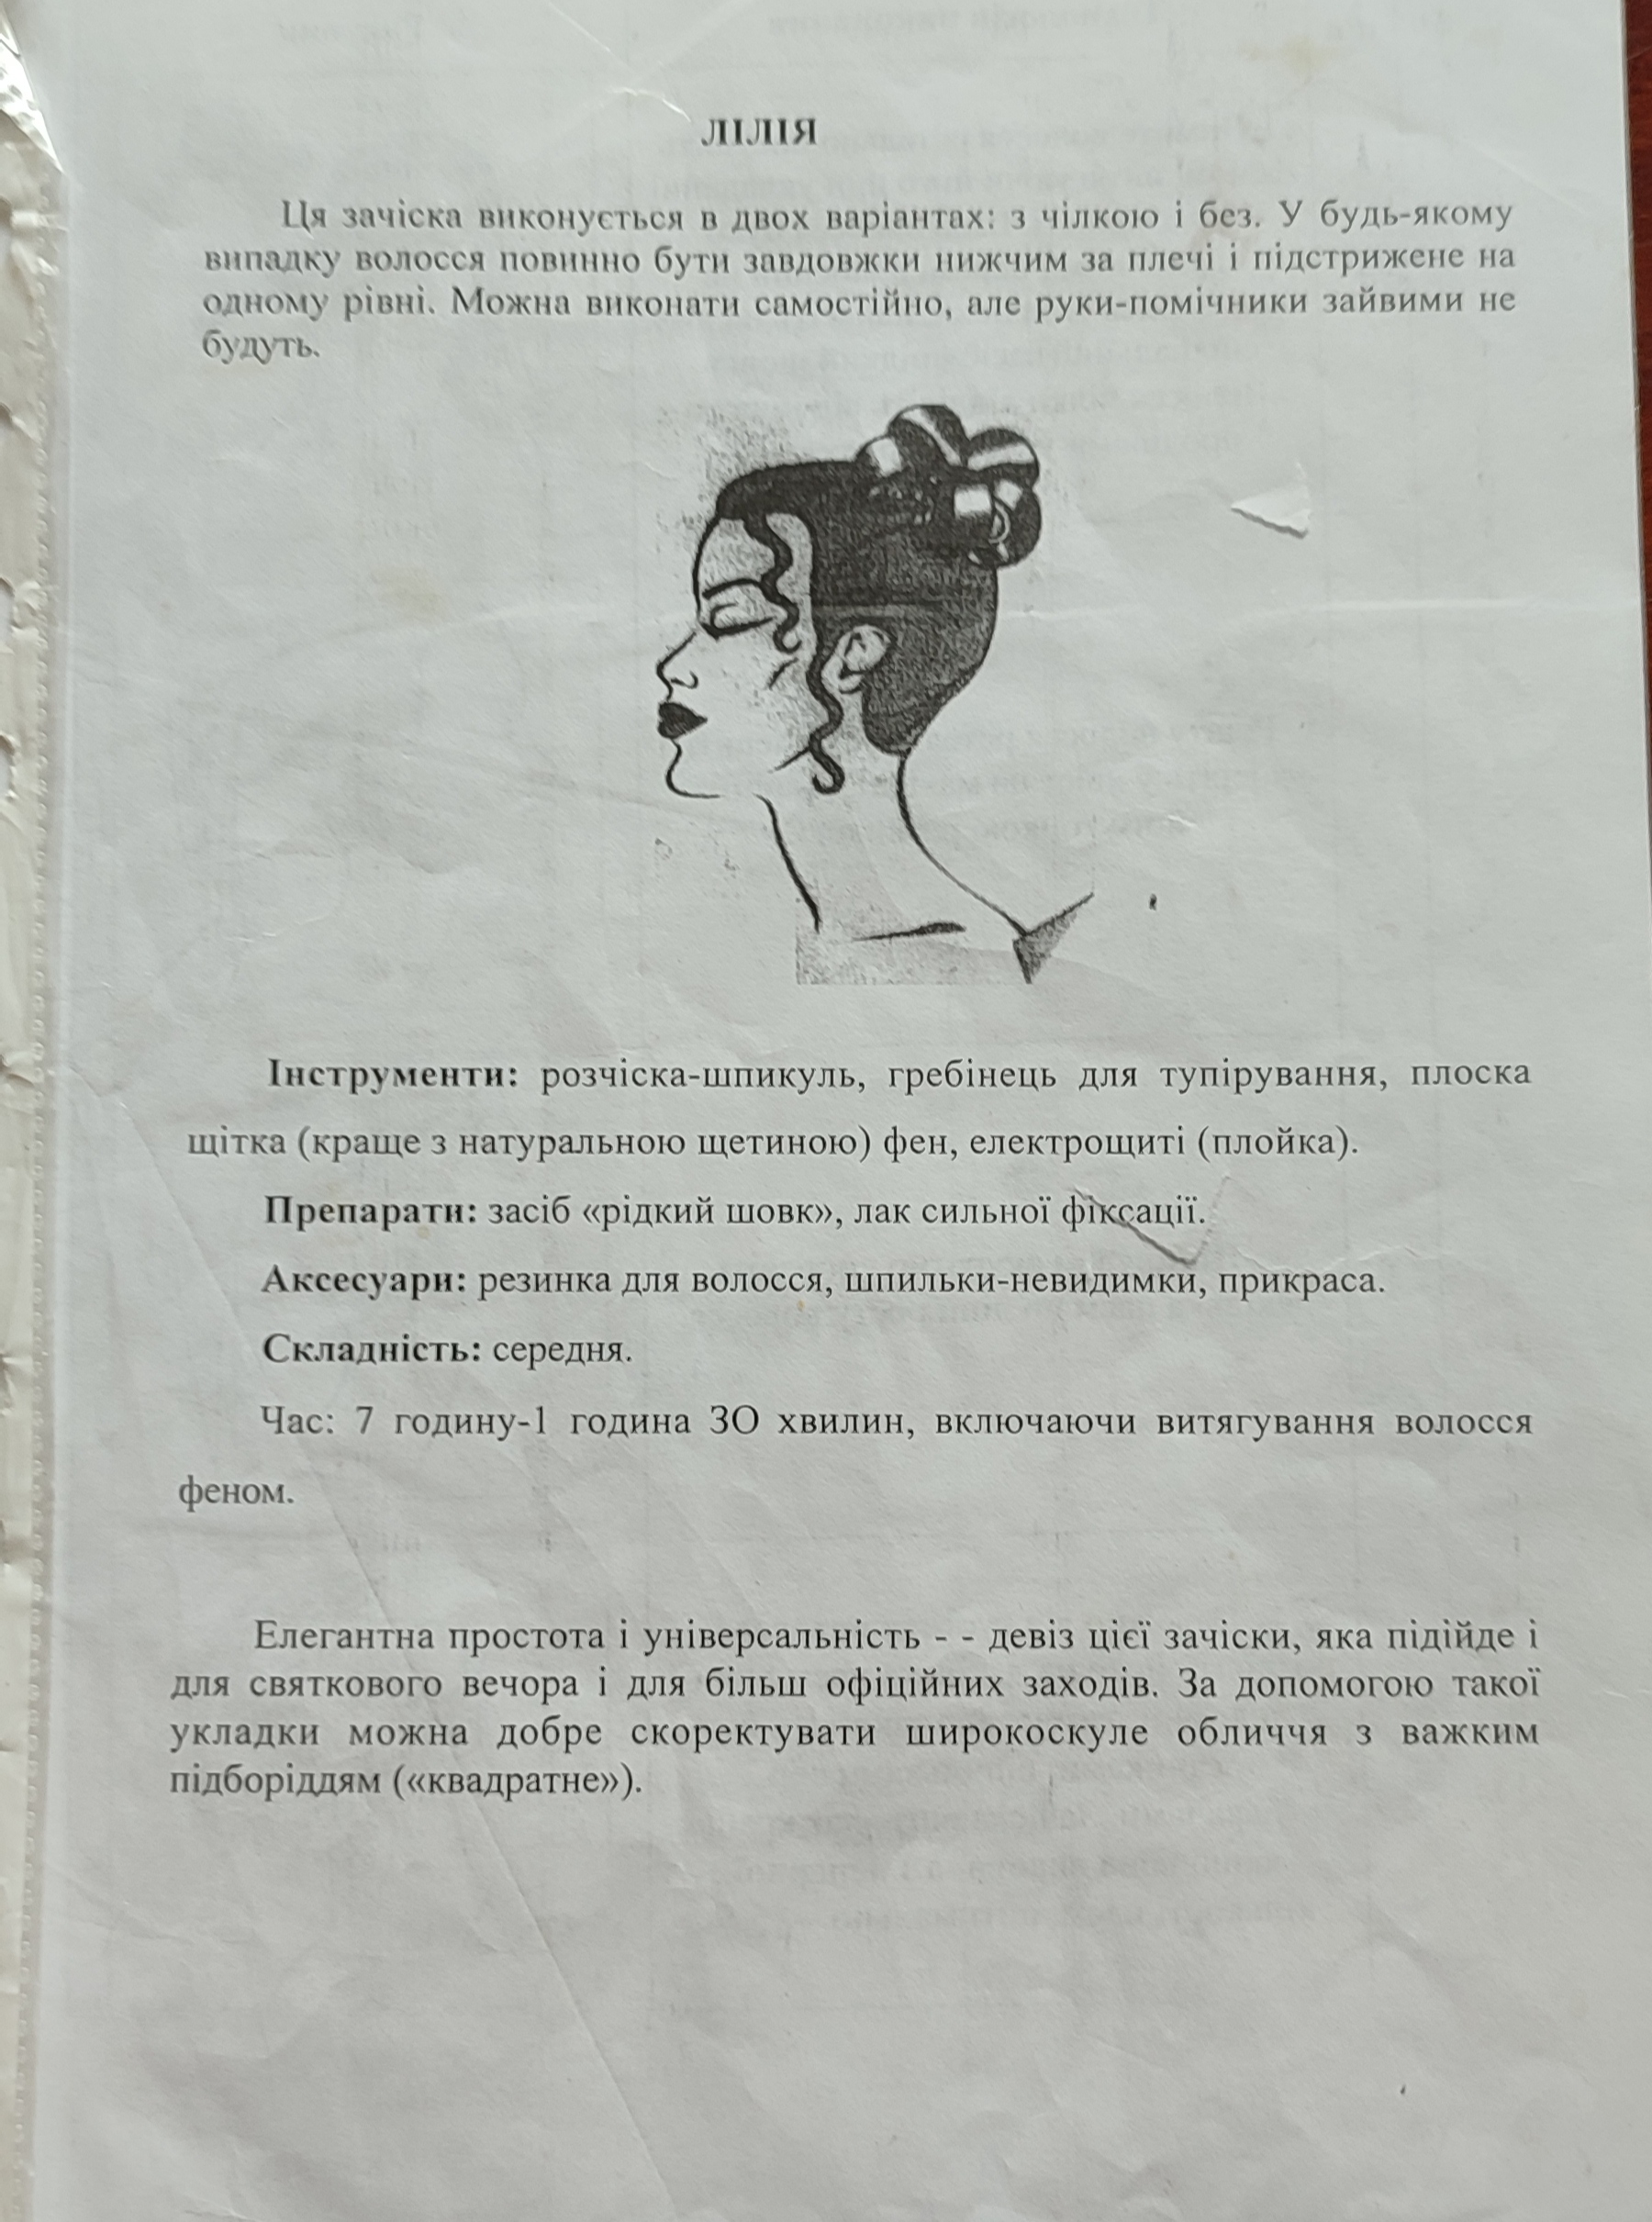 ЛІЛІЯ
Ця зачіска виконується в двох варіантах: з чілкою і без. У будь-якому
випадку волосся повинно бути завдовжки нижчим за плечі і підстрижене на
одному рівні. Можна виконати самостійно, але руки-помічники зайвими не
будуть.
Інструменти: розчіска-шпикуль, гребінець для тупірування, плоска
щітка (краще з натуральною щетиною) фен, електрощиті (плойка).
Препарати: засіб «рідкий шовк», лак сильної фіксації.
Аксесуари: резинка для волосся, шпильки-невидимки, прикраса.
Складність: середня.
Час: 7 годину-1 година ЗО хвилин, включаючи витягування волосся
феном.
Елегантна простота і універсальність - - девіз цієї зачіски, яка підійде і
для святкового вечора і для більш офіційних заходів. За допомогою такої
укладки можна добре скоректувати широкоскуле обличчя з важким
підборіддям («квадратне»).